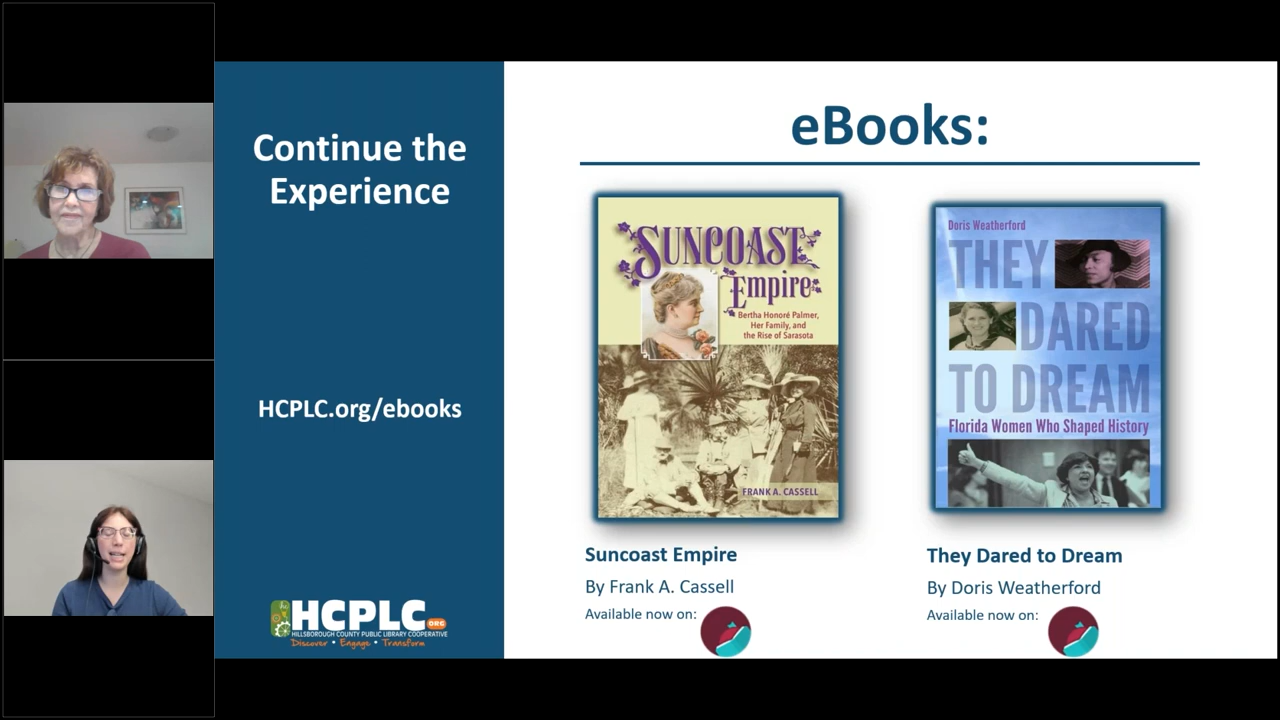 Continue the
Experience
HCPLC.org/ebooks
HCPLC.ORG
HILLSBOROUGH COUNTY PUBLIC LIBRARY COOPERATIVE
Discover • Engage • Transform
eBooks:
SUNCOAST
Empire
Bertha Honoré Palmer,
Her Family, and
the Rise of Sarasota
FRANK A. CASSELL
Suncoast Empire
By Frank A. Cassell
Available now on:
Doris Weatherford
THEY
DARED
TO DREAM
Florida Women Who Shaped History
They Dared to Dream
By Doris Weatherford
Available now on: